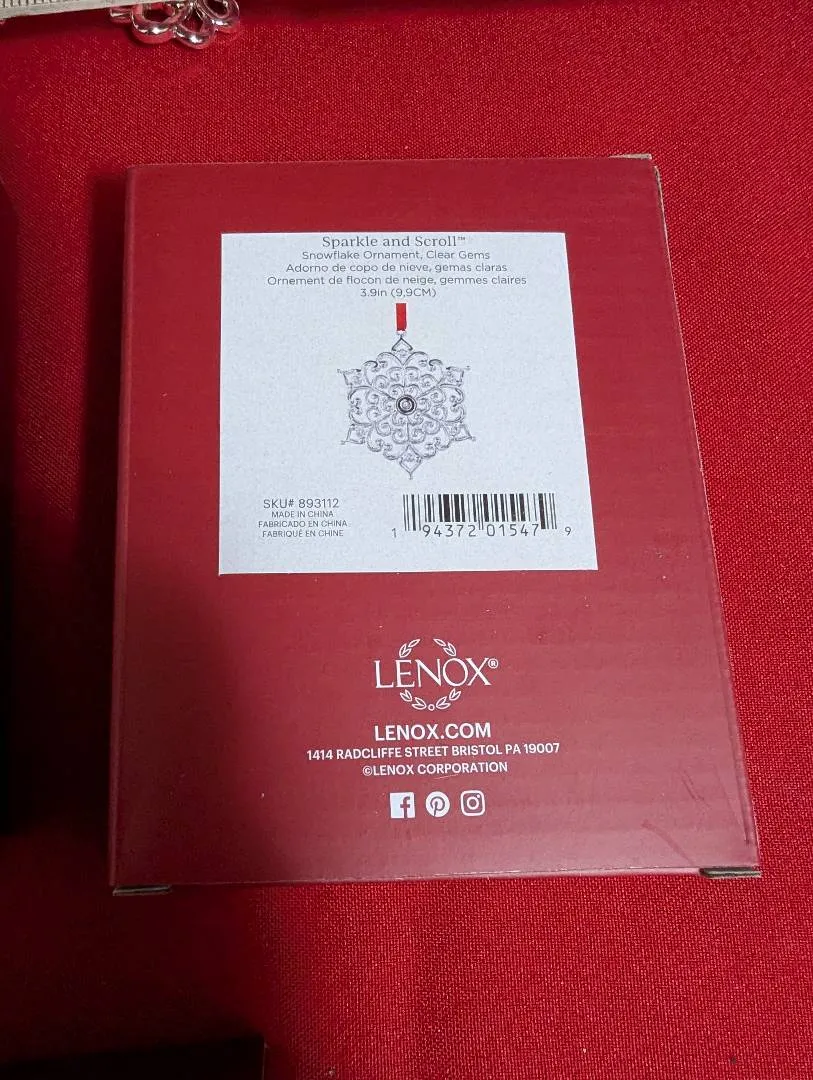 Sparkle and Scroll™
Snowflake Ornament, Clear Gems
Adorno de copo de nieve, gemas claras
Ornement de flocon de neige, gemmes claires
3.9in (9,9CM)
SKU# 893112
MADE IN CHINA
FABRICADO EN CHINA
FABRIQUÉ EN CHINE
1 94372 01547 9
LENOX®
LENOX.COM
1414 RADCLIFFE STREET BRISTOL PA 19007
©LENOX CORPORATION